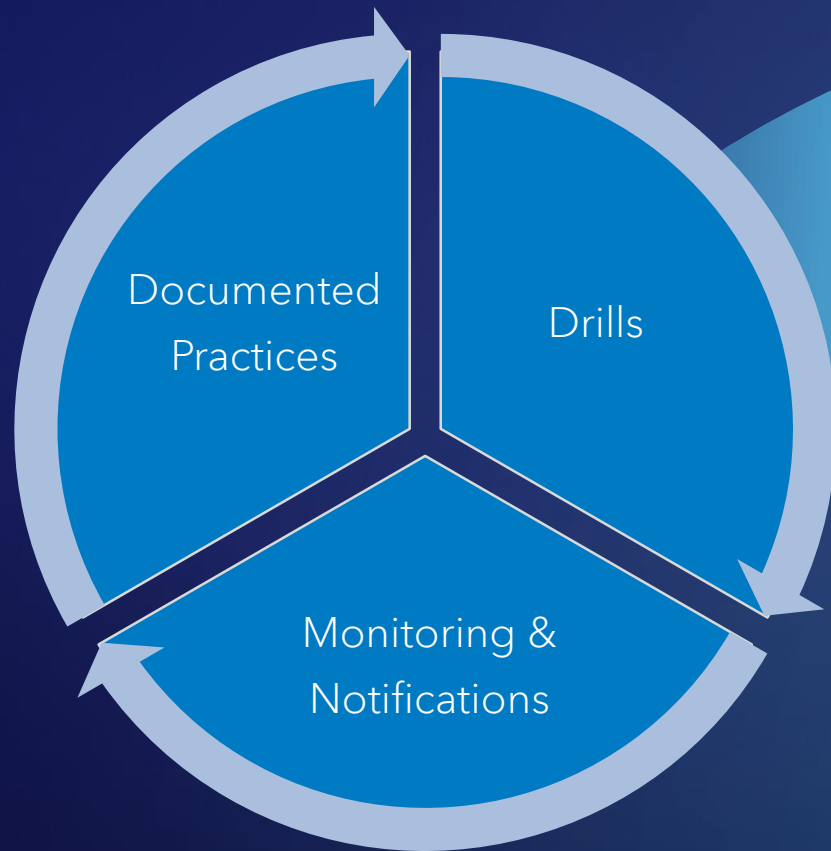 Documented
Practices
Drills
Monitoring &
Notifications